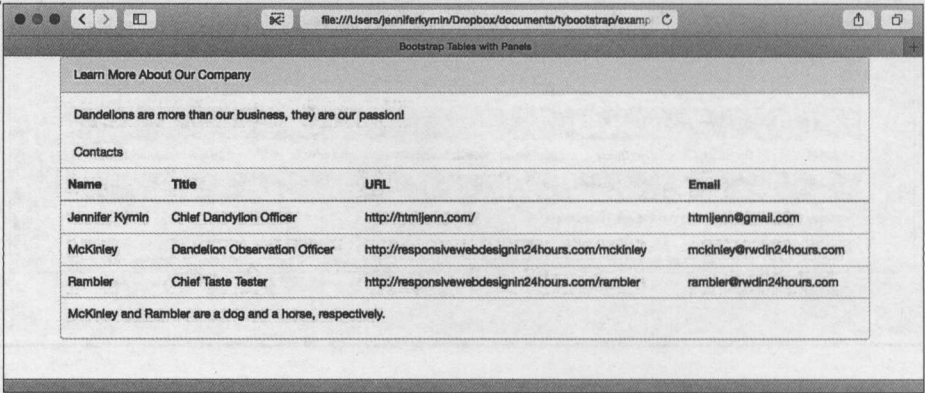 file:///Users/jenniferkyrnin/Dropbox/documents/tybootstrap/examp
Bootstrap Tables with Panels
Learn More About Our Company
Dandelions are more than our business, they are our passion!
Contacts
Name Title URL Email
Jennifer Kyrnin Chief Dandylion Officer http://htmljenn.com/ htmljenn@gmail.com
McKinley Dandelion Observation Officer http://responsivewebdesignin24hours.com/mckinley mckinley@rwdin24hours.com
Rambler Chief Taste Tester http://responsivewebdesignin24hours.com/rambler rambler@rwdin24hours.com
McKinley and Rambler are a dog and a horse, respectively.